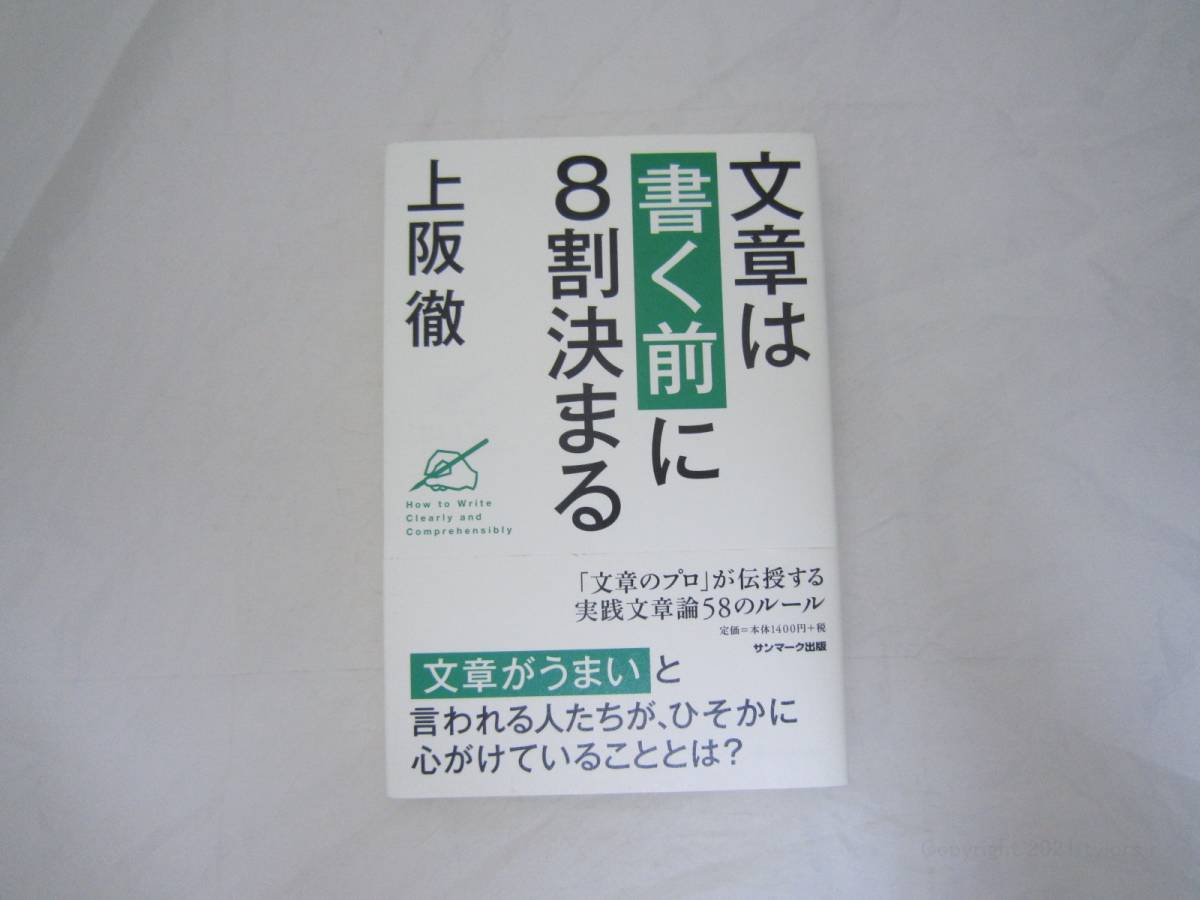 文章は
書く前に
8割決まる
上阪 徹
How to Write
Clearly and
Comprehensibly
「文章のプロ」が伝授する
実践文章論58のルール
定価=本体1400円+税
サンマーク出版
文章がうまいと
言われる人たちが、ひそかに
心がけていることとは?